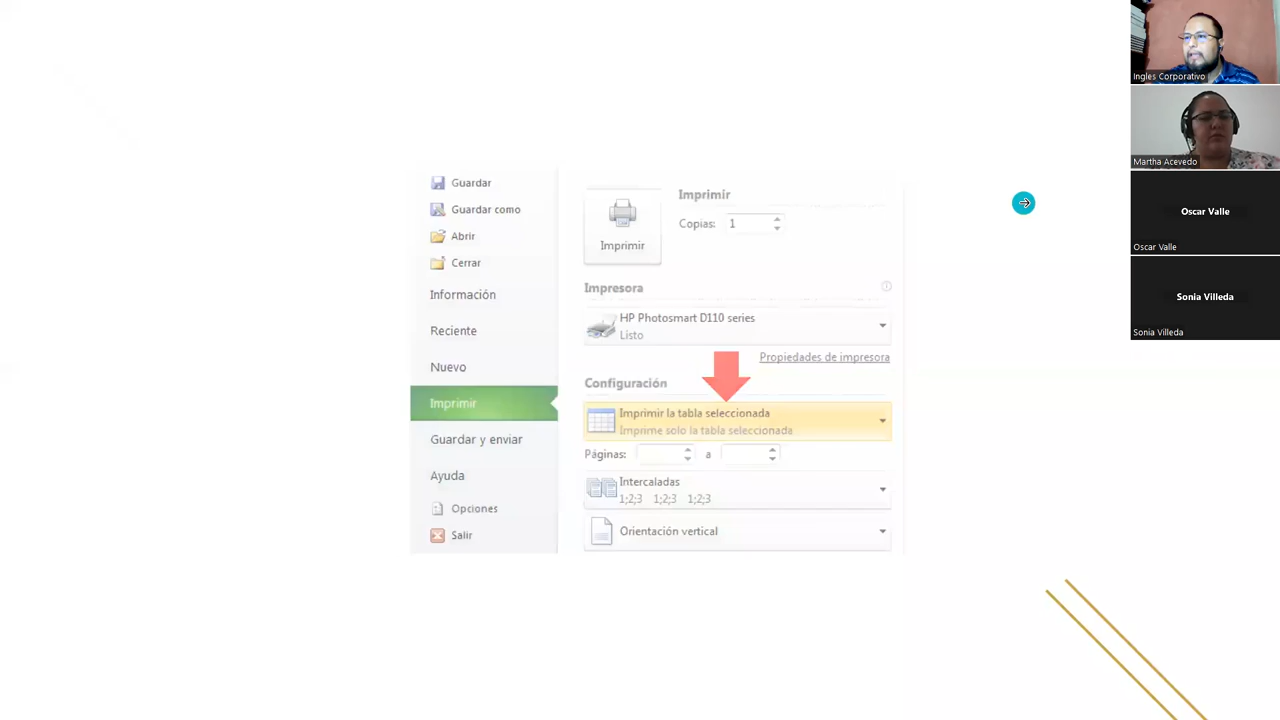 Guardar
Guardar como
Abrir
Cerrar
Información
Reciente
Nuevo
Imprimir
Guardar y enviar
Ayuda
Opciones
Salir
Imprimir
Imprimir
Copias: 1
Impresora
HP Photosmart D110 series
Listo
Propiedades de impresora
Configuración
Imprimir la tabla seleccionada
Imprime solo la tabla seleccionada
Páginas: a
Intercaladas
1;2;3 1;2;3 1;2;3
Orientación vertical
Ingles Corporativo
Martha Acevedo
Oscar Valle
Oscar Valle
Sonia Villeda
Sonia Villeda